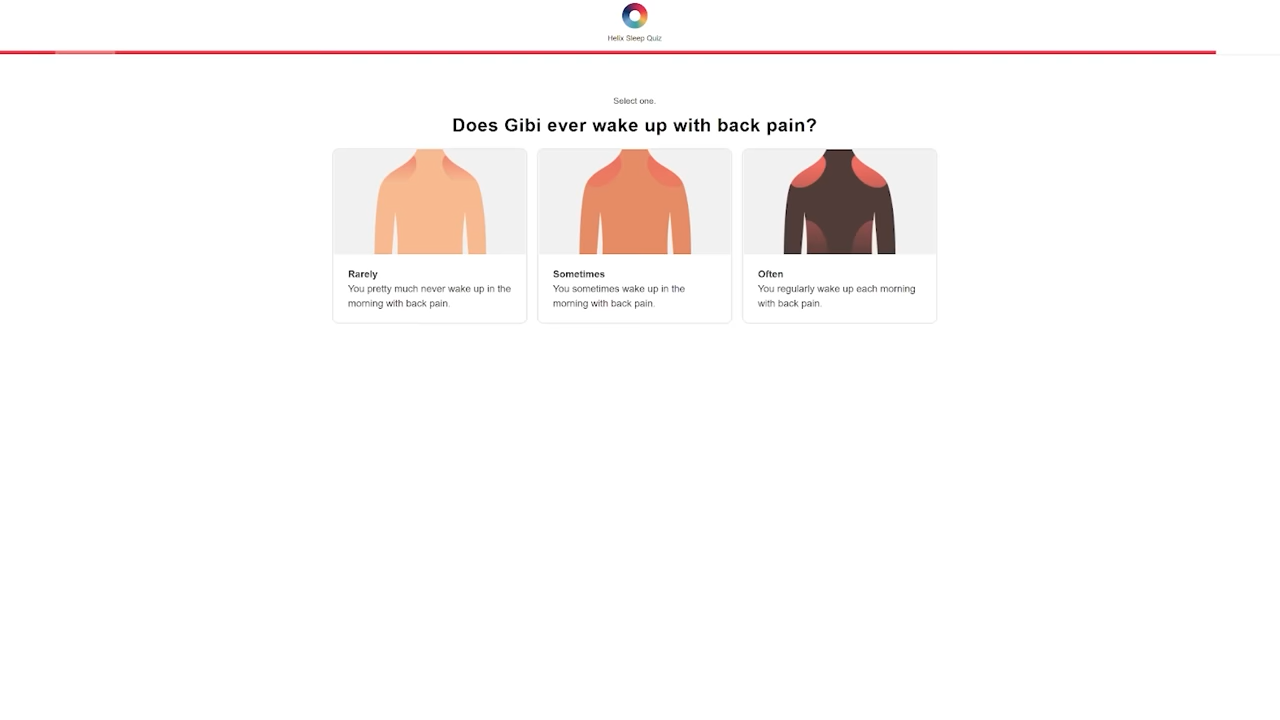 Helix Sleep Quiz
Select one.
Does Gibi ever wake up with back pain?
Rarely
You pretty much never wake up in the
morning with back pain.
Sometimes
You sometimes wake up in the
morning with back pain.
Often
You regularly wake up each morning
with back pain.